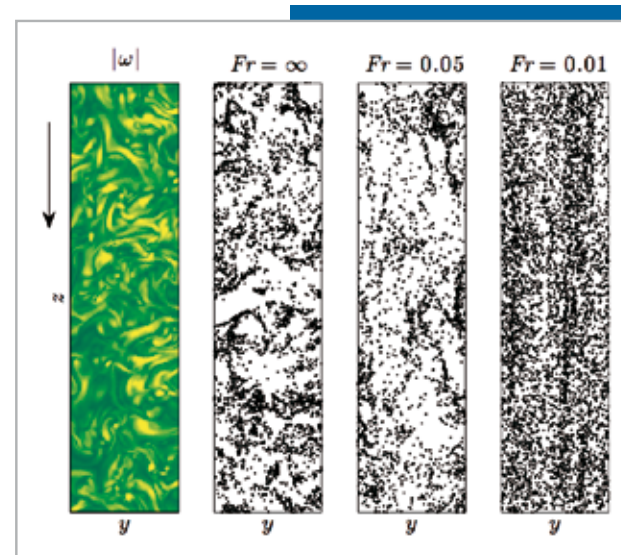 |ω| Fr = ∞ Fr = 0.05 Fr = 0.01
z
y y y y